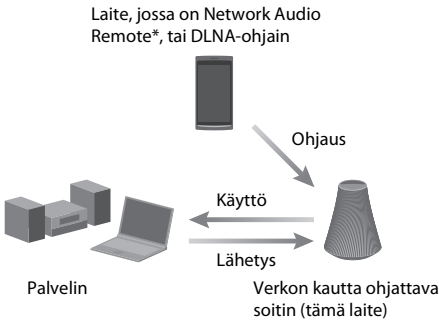 Laite, jossa on Network Audio
Remote*, tai DLNA-ohjain
Ohjaus
Käyttö
Lähetys
Palvelin
Verkon kautta ohjattava
soitin (tämä laite)